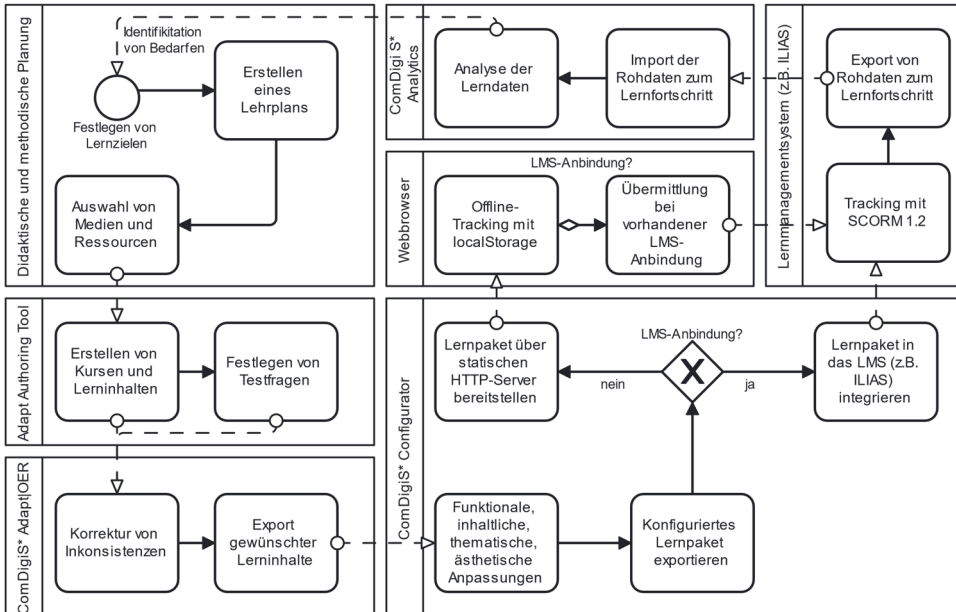 Didaktische und methodische Planung
Identifikitation
von Bedarfen
Festlegen von
Lernzielen
Erstellen
eines
Lehrplans
Auswahl von
Medien und
Ressourcen
Adapt Authoring Tool
Erstellen von
Kursen und
Lerninhalten
Festlegen von
Testfragen
ComDigiS* Adapt|OER
Korrektur von
Inkonsistenzen
Export
gewünschter
Lerninhalte
ComDigi S*
Analytics
Analyse der
Lerndaten
Import der
Rohdaten zum
Lernfortschritt
Webbrowser
LMS-Anbindung?
Offline-
Tracking mit
localStorage
Übermittlung
bei
vorhandener
LMS-
Anbindung
Lernmanagementsystem (z.B. ILIAS)
Export von
Rohdaten zum
Lernfortschritt
Tracking mit
SCORM 1.2
ComDigiS* Configurator
Lernpaket über
statischen
HTTP-Server
bereitstellen
LMS-Anbindung?
nein
ja
Lernpaket in
das LMS (z.B.
ILIAS)
integrieren
Funktionale,
inhaltliche,
thematische,
ästhetische
Anpassungen
Konfiguriertes
Lernpaket
exportieren